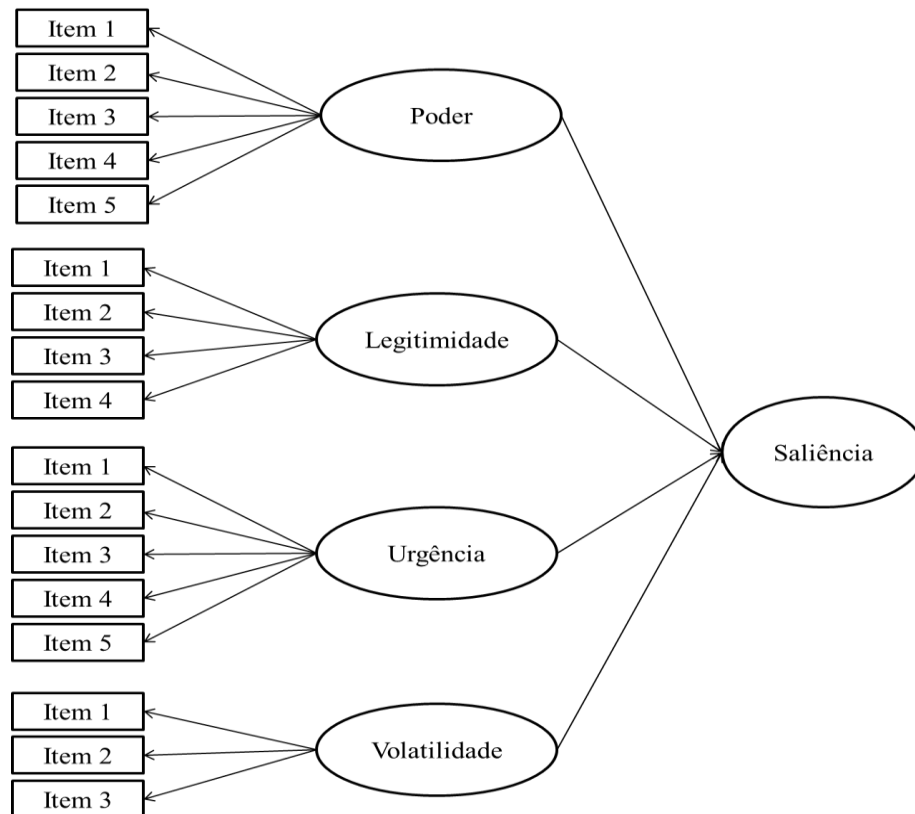 Item 1
Item 2
Item 3
Item 4
Item 5
Poder
Item 1
Item 2
Item 3
Item 4
Legitimidade
Item 1
Item 2
Item 3
Item 4
Item 5
Urgência
Item 1
Item 2
Item 3
Volatilidade
Saliência